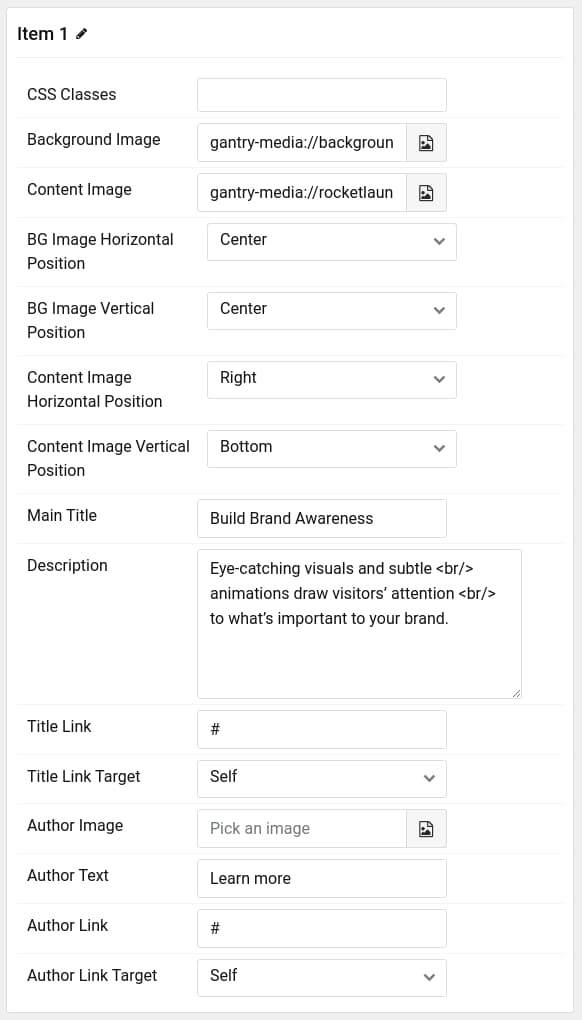 Item 1
CSS Classes
Background Image
gantry-media://backgroun
Content Image
gantry-media://rocketlaun
BG Image Horizontal
Position
Center
BG Image Vertical
Position
Center
Content Image
Horizontal Position
Right
Content Image Vertical
Position
Bottom
Main Title
Build Brand Awareness
Description
Eye-catching visuals and subtle <br/>
animations draw visitors’ attention <br/>
to what’s important to your brand.
Title Link
#
Title Link Target
Self
Author Image
Pick an image
Author Text
Learn more
Author Link
#
Author Link Target
Self